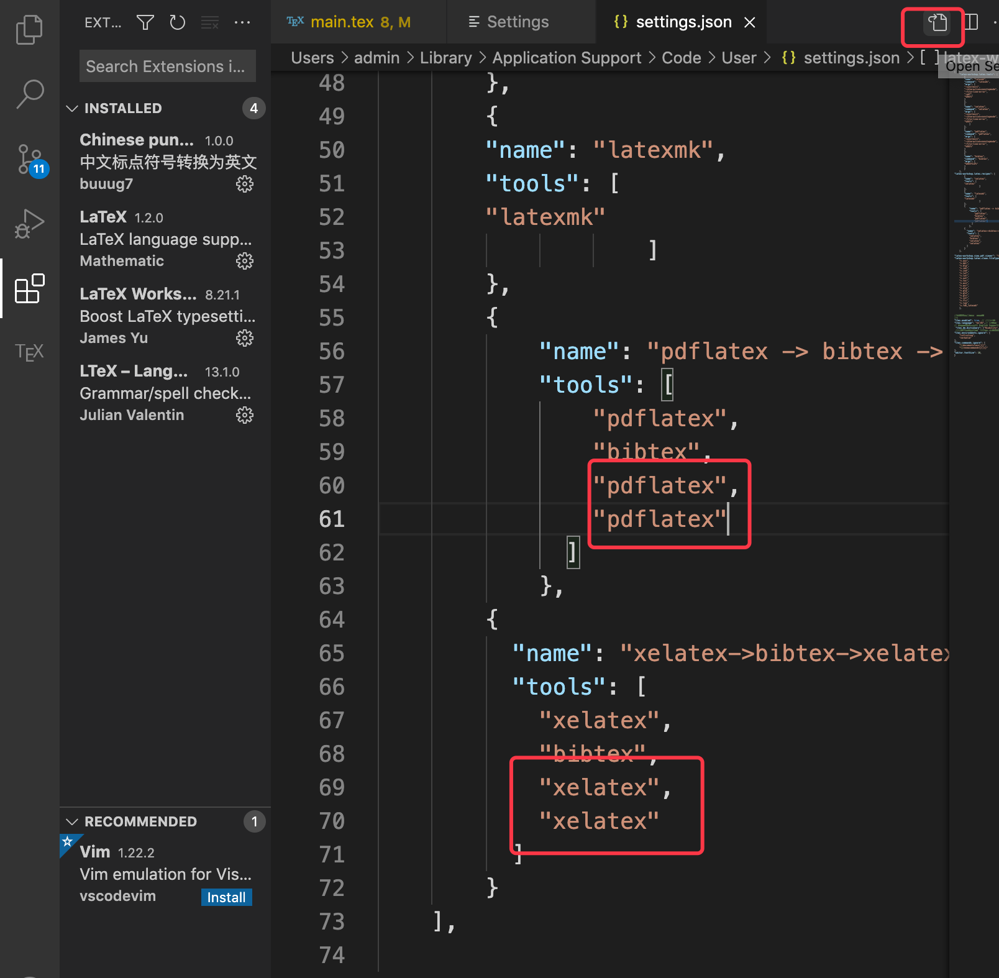 EXT...
Search Extensions i...
INSTALLED 4
Chinese pun... 1.0.0
中文标点符号转换为英文
buuug7
LaTeX 1.2.0
LaTeX language supp...
Mathematic
LaTeX Works... 8.21.1
Boost LaTeX typesetti...
James Yu
LTeX – Lang... 13.1.0
Grammar/spell check...
Julian Valentin
11
TEX
RECOMMENDED 1
Vim 1.22.2
Vim emulation for Vis...
vscodevim
Install
TEX main.tex 8, M
Settings
{} settings.json
Users > admin > Library > Application Support > Code > User > {} settings.json > [ ] latex-w
Open Se
48 },
49 {
50 "name": "latexmk",
51 "tools": [
52 "latexmk"
53 ]
54 },
55 {
56 "name": "pdflatex -> bibtex ->
57 "tools": [
58 "pdflatex",
59 "bibtex",
60 "pdflatex",
61 "pdflatex"
62 ]
63 },
64 {
65 "name": "xelatex->bibtex->xelatex
66 "tools": [
67 "xelatex",
68 "bibtex",
69 "xelatex",
70 "xelatex"
71 ]
72 }
73 ],
74